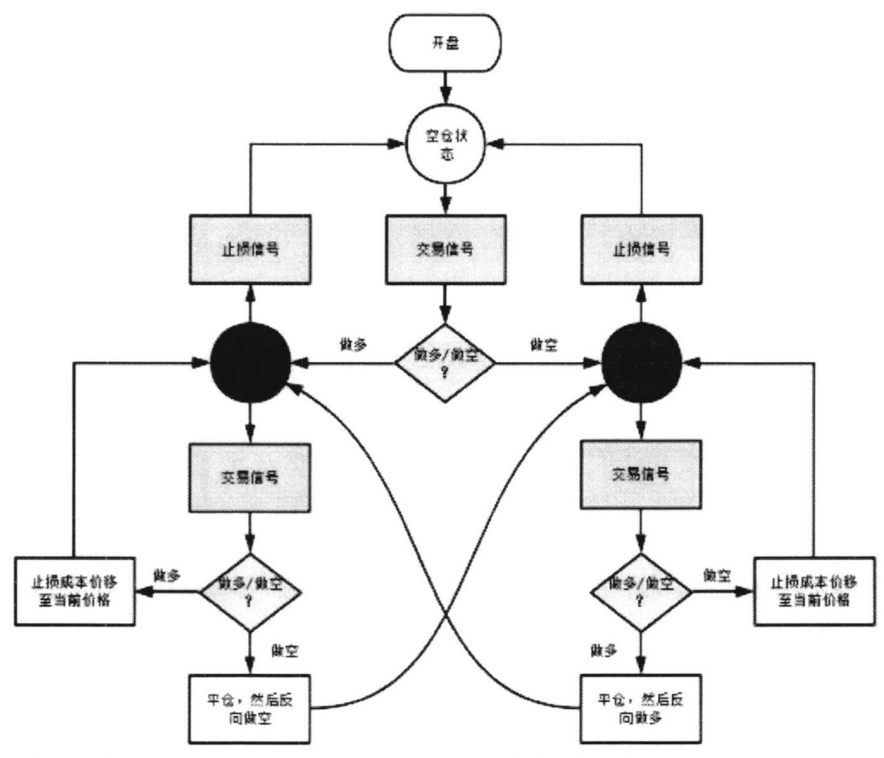 开盘
空仓状
态
止损信号
交易信号
止损信号
做多
做多/做空
?
做空
交易信号
交易信号
止损成本价移
至当前价格
做多
做多/做空
?
做多/做空
?
做空
止损成本价移
至当前价格
做空
做多
平仓，然后反
向做空
平仓，然后反
向做多